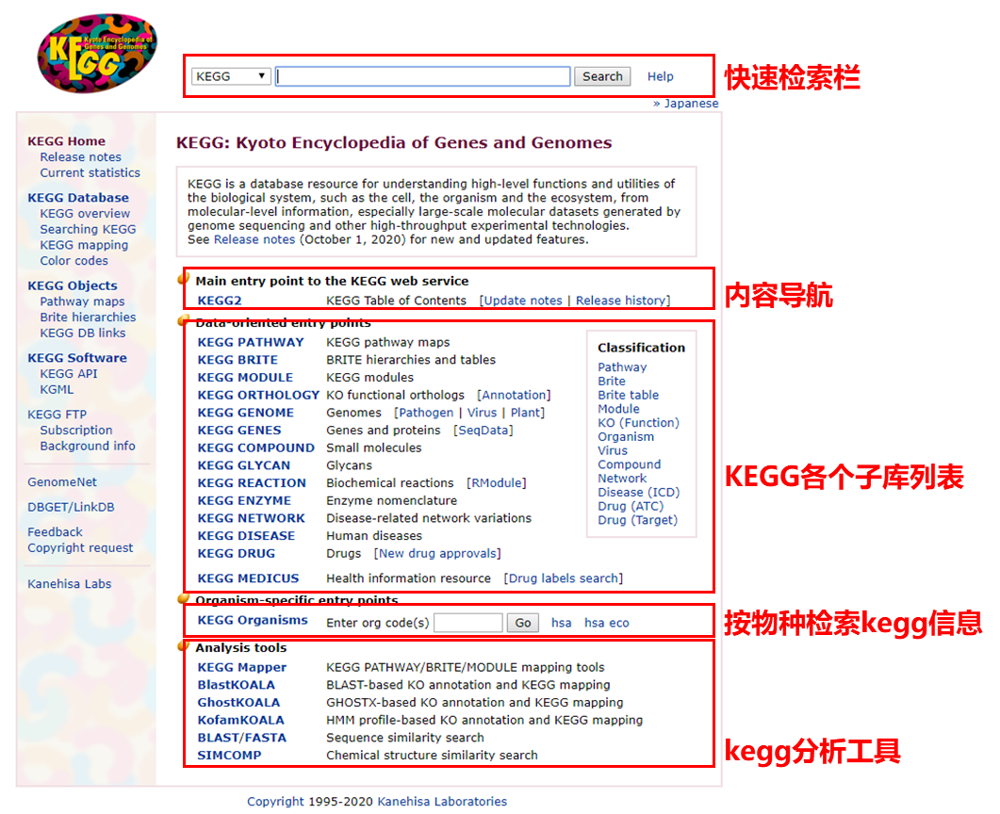 KEGG
Kyoto Encyclopedia of
Genes and Genomes
KEGG ▼ Search Help
快速检索栏
» Japanese
KEGG Home
Release notes
Current statistics
KEGG Database
KEGG overview
Searching KEGG
KEGG mapping
Color codes
KEGG Objects
Pathway maps
Brite hierarchies
KEGG DB links
KEGG Software
KEGG API
KGML
KEGG FTP
Subscription
Background info
GenomeNet
DBGET/LinkDB
Feedback
Copyright request
Kanehisa Labs
KEGG: Kyoto Encyclopedia of Genes and Genomes
KEGG is a database resource for understanding high-level functions and utilities of
the biological system, such as the cell, the organism and the ecosystem, from
molecular-level information, especially large-scale molecular datasets generated by
genome sequencing and other high-throughput experimental technologies.
See Release notes (October 1, 2020) for new and updated features.
Main entry point to the KEGG web service
KEGG2 KEGG Table of Contents [Update notes | Release history]
内容导航
Data-oriented entry points
KEGG PATHWAY KEGG pathway maps
KEGG BRITE BRITE hierarchies and tables
KEGG MODULE KEGG modules
KEGG ORTHOLOGY KO functional orthologs [Annotation]
KEGG GENOME Genomes [Pathogen | Virus | Plant]
KEGG GENES Genes and proteins [SeqData]
KEGG COMPOUND Small molecules
KEGG GLYCAN Glycans
KEGG REACTION Biochemical reactions [RModule]
KEGG ENZYME Enzyme nomenclature
KEGG NETWORK Disease-related network variations
KEGG DISEASE Human diseases
KEGG DRUG Drugs [New drug approvals]
KEGG MEDICUS Health information resource [Drug labels search]
Classification
Pathway
Brite
Brite table
Module
KO (Function)
Organism
Virus
Compound
Network
Disease (ICD)
Drug (ATC)
Drug (Target)
KEGG各个子库列表
Organism-specific entry points
KEGG Organisms Enter org code(s) Go hsa hsa eco
按物种检索kegg信息
Analysis tools
KEGG Mapper KEGG PATHWAY/BRITE/MODULE mapping tools
BlastKOALA BLAST-based KO annotation and KEGG mapping
GhostKOALA GHOSTX-based KO annotation and KEGG mapping
KofamKOALA HMM profile-based KO annotation and KEGG mapping
BLAST/FASTA Sequence similarity search
SIMCOMP Chemical structure similarity search
kegg分析工具
Copyright 1995-2020 Kanehisa Laboratories